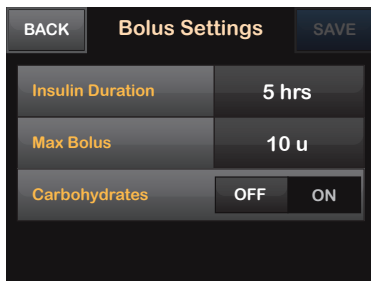 BACK Bolus Settings SAVE
Insulin Duration 5 hrs
Max Bolus 10 u
Carbohydrates OFF ON